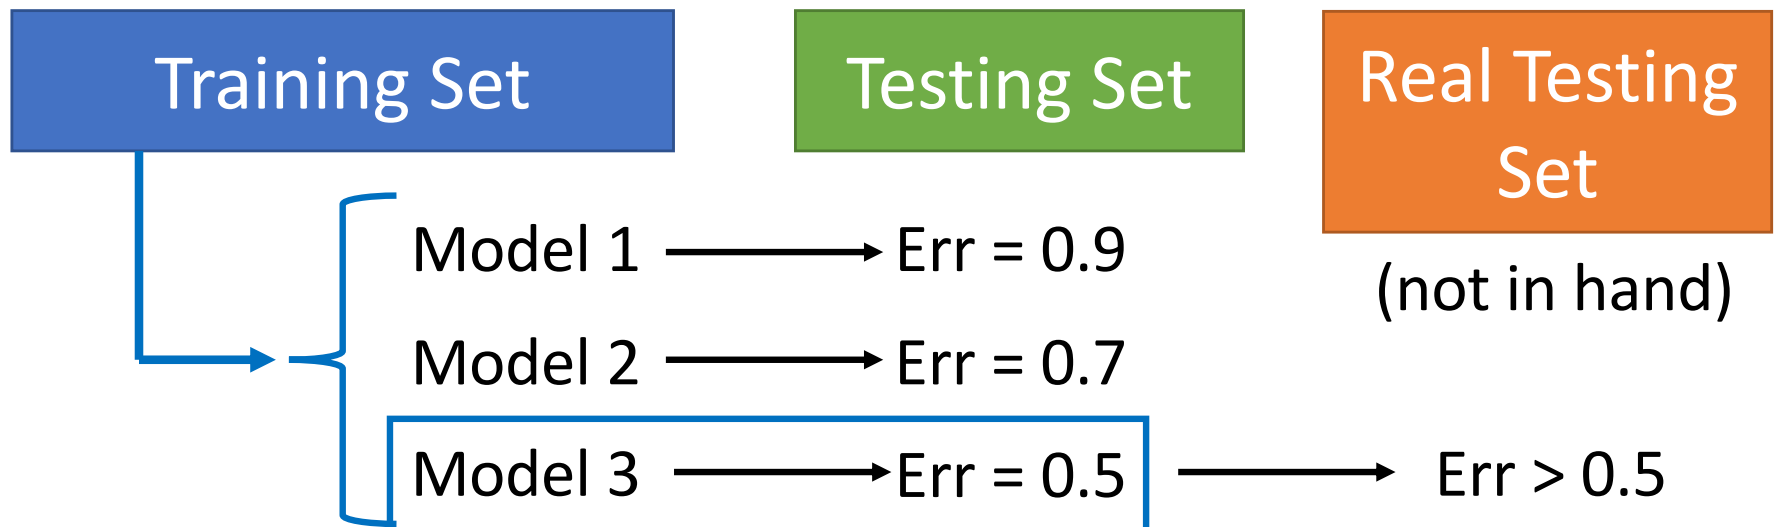 Training Set
Testing Set
Real Testing
Set
(not in hand)
Model 1
Err = 0.9
Model 2
Err = 0.7
Model 3
Err = 0.5
Err > 0.5